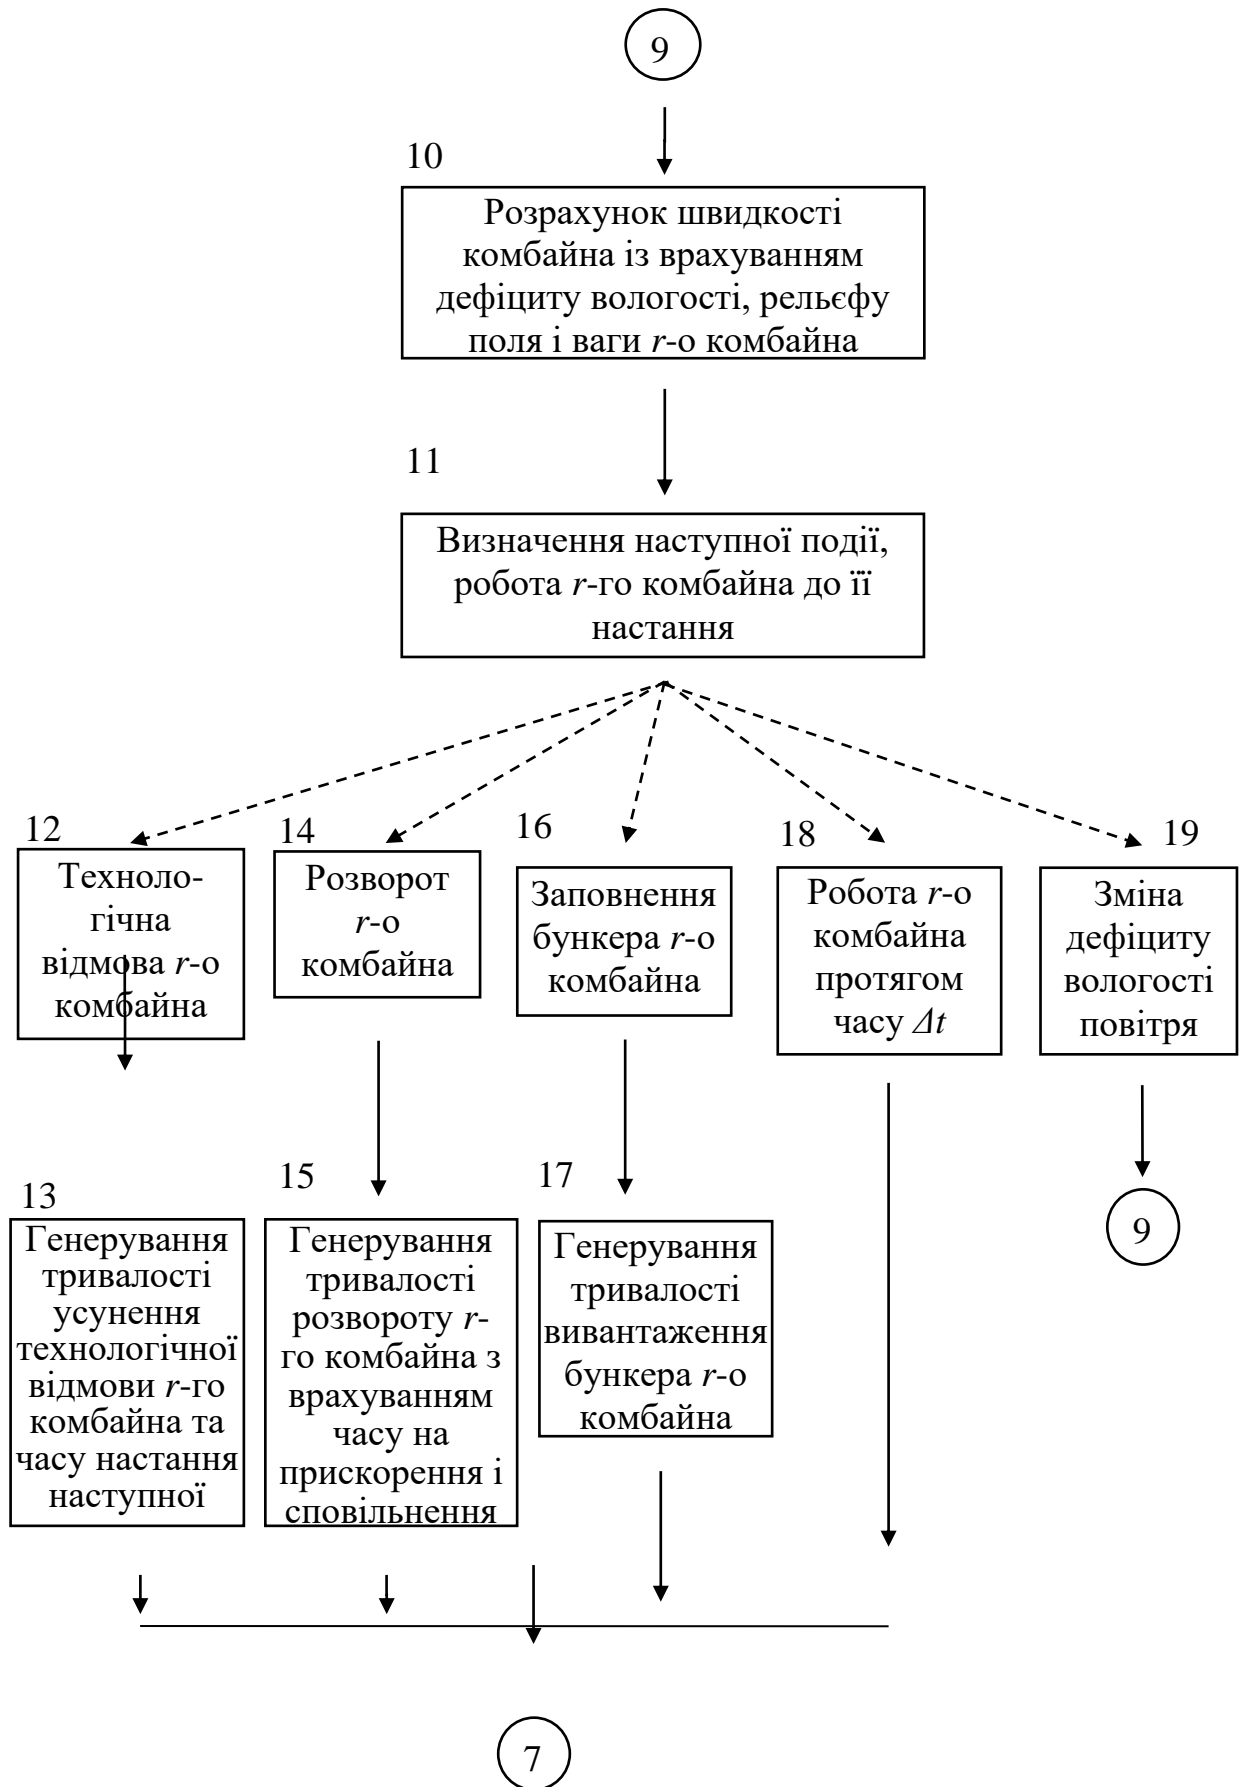 9
10
Розрахунок швидкості
комбайна із врахуванням
дефіциту вологості, рельєфу
поля і ваги r-о комбайна
11
Визначення наступної події,
робота r-го комбайна до її
настання
12
Техноло-
гічна
відмова r-о
комбайна
14
Розворот
r-о
комбайна
16
Заповнення
бункера r-о
комбайна
18
Робота r-о
комбайна
протягом
часу Δt
19
Зміна
дефіциту
вологості
повітря
13
Генерування
тривалості
усунення
технологічної
відмови r-го
комбайна та
часу настання
наступної
15
Генерування
тривалості
розвороту r-
го комбайна з
врахуванням
часу на
прискорення і
сповільнення
17
Генерування
тривалості
вивантаження
бункера r-о
комбайна
9
7